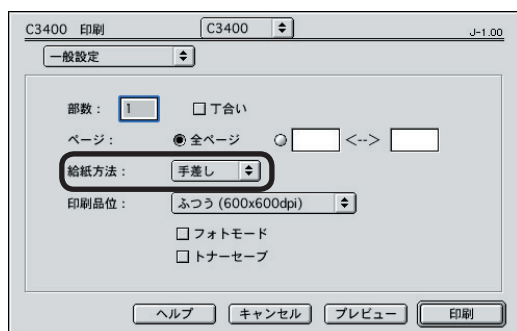 C3400 印刷 C3400 J-1.00
一般設定
部数： 1 丁合い
ページ： 全ページ <-->
給紙方法： 手差し
印刷品位： ふつう (600x600dpi)
フォトモード
トナーセーブ
ヘルプ キャンセル プレビュー 印刷